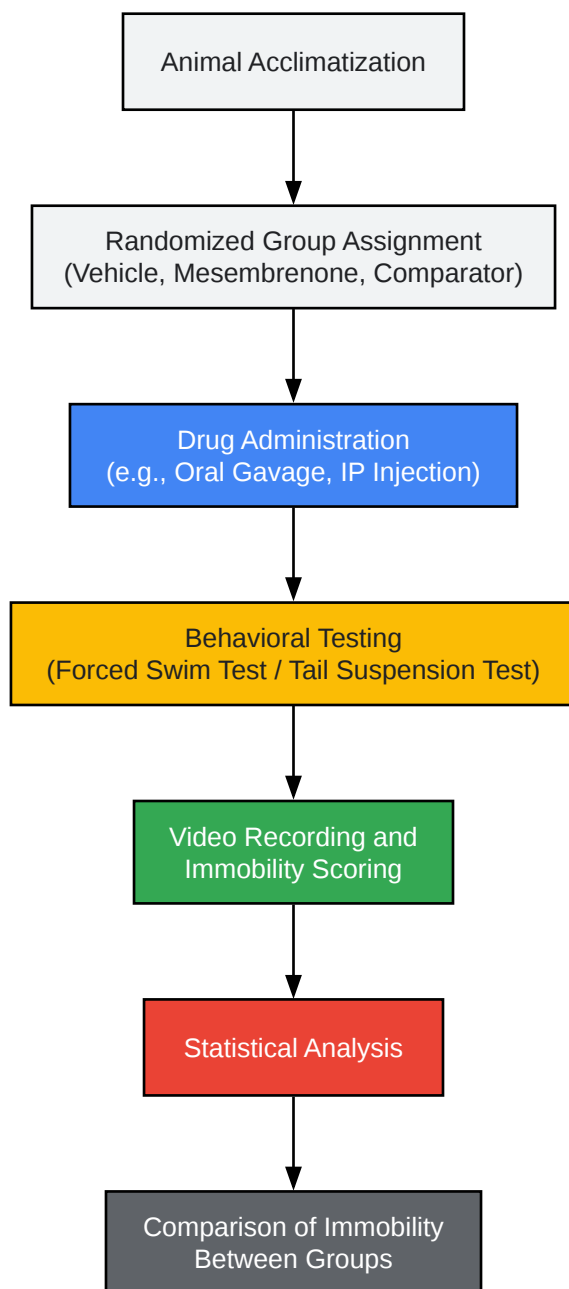 Animal Acclimatization
Randomized Group Assignment
(Vehicle, Mesembrenone, Comparator)
Drug Administration
(e.g., Oral Gavage, IP Injection)
Behavioral Testing
(Forced Swim Test / Tail Suspension Test)
Video Recording and
Immobility Scoring
Statistical Analysis
Comparison of Immobility
Between Groups